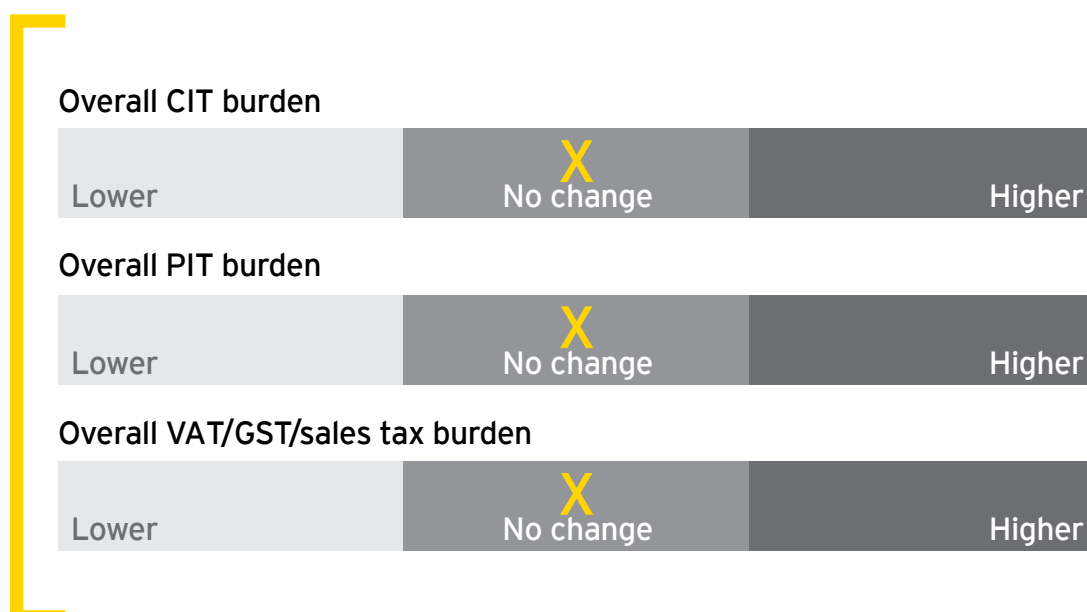 Overall CIT burden
X
Lower No change Higher
Overall PIT burden
X
Lower No change Higher
Overall VAT/GST/sales tax burden
X
Lower No change Higher